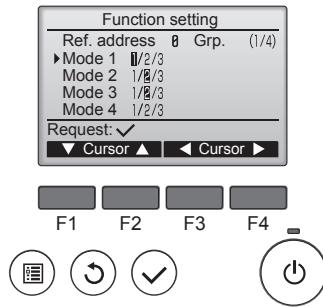 Function setting
Ref. address 0 Grp. (1/4)
Mode 1 1/2/3
Mode 2 1/2/3
Mode 3 1/2/3
Mode 4 1/2/3
Request:
Cursor Cursor
F1 F2 F3 F4